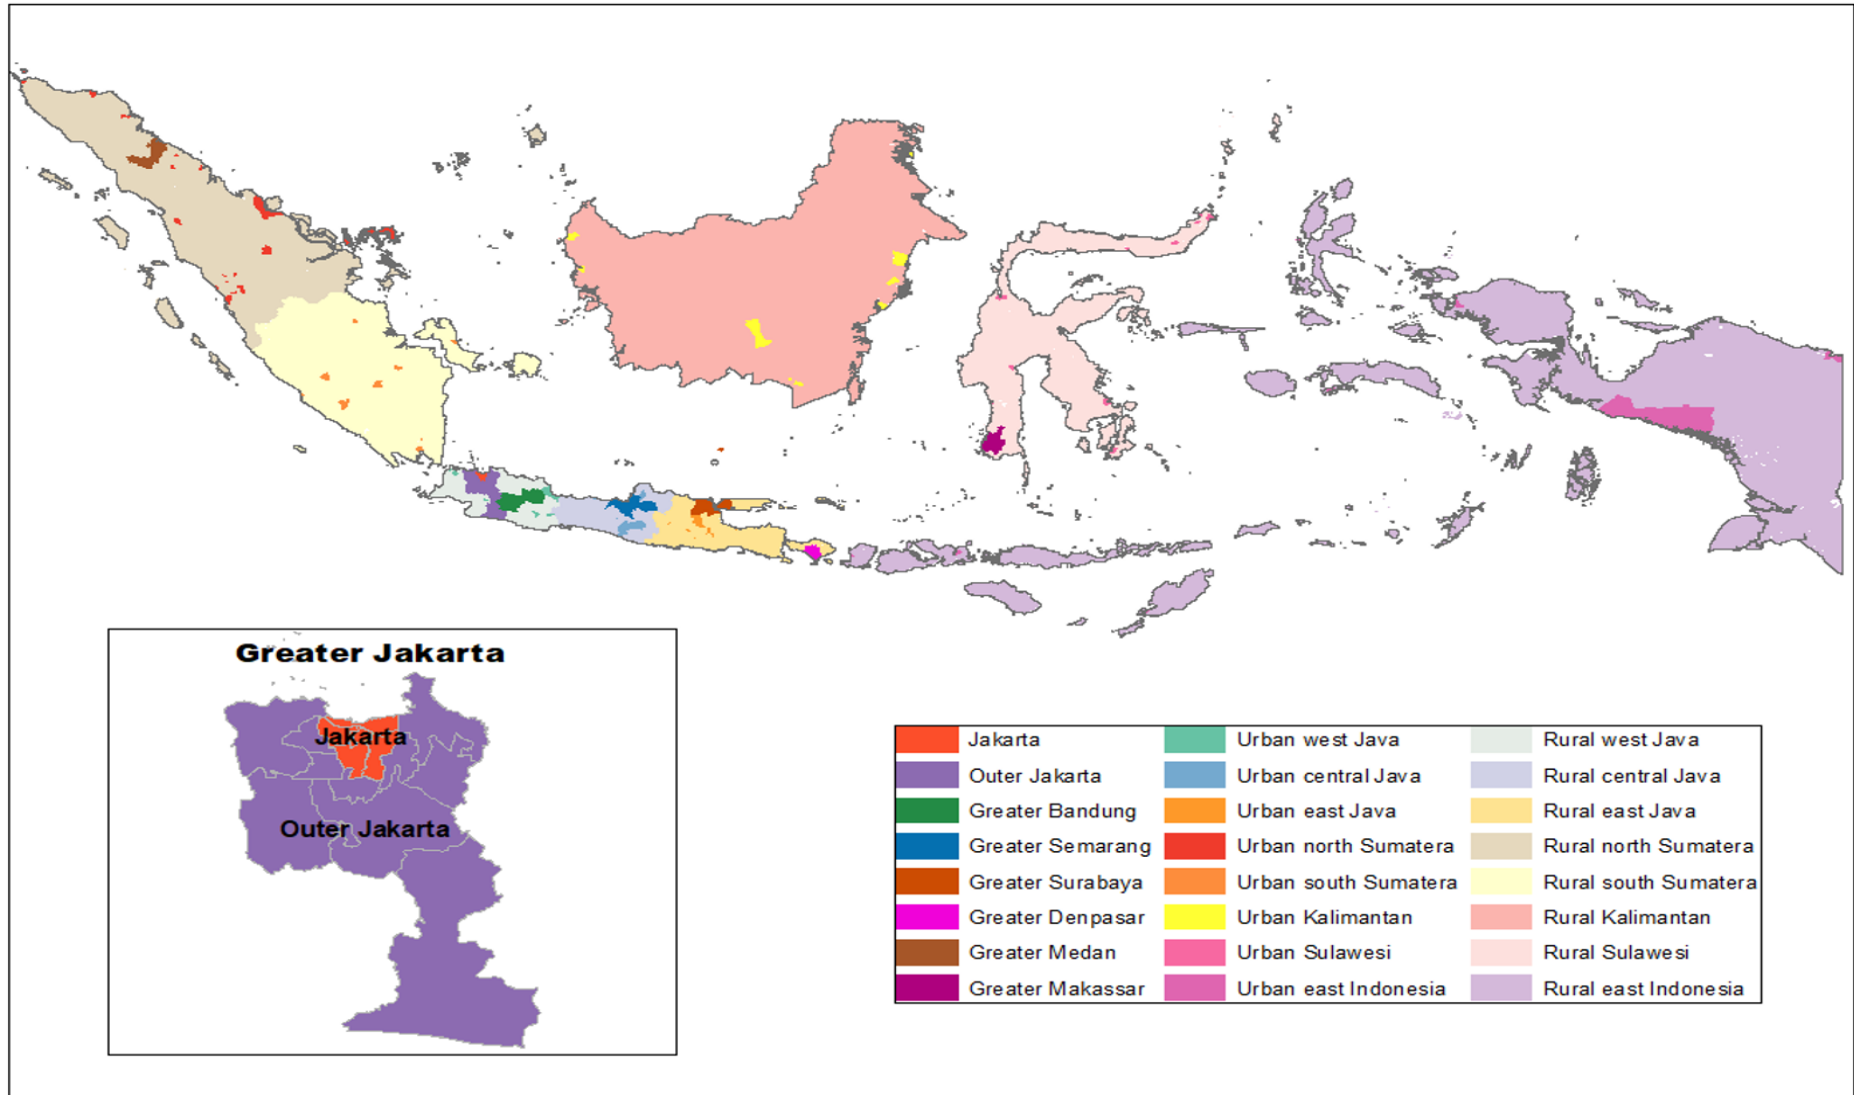 Greater Jakarta
Jakarta
Outer Jakarta
Jakarta
Outer Jakarta
Greater Bandung
Greater Semarang
Greater Surabaya
Greater Denpasar
Greater Medan
Greater Makassar
Urban west Java
Urban central Java
Urban east Java
Urban north Sumatera
Urban south Sumatera
Urban Kalimantan
Urban Sulawesi
Urban east Indonesia
Rural west Java
Rural central Java
Rural east Java
Rural north Sumatera
Rural south Sumatera
Rural Kalimantan
Rural Sulawesi
Rural east Indonesia